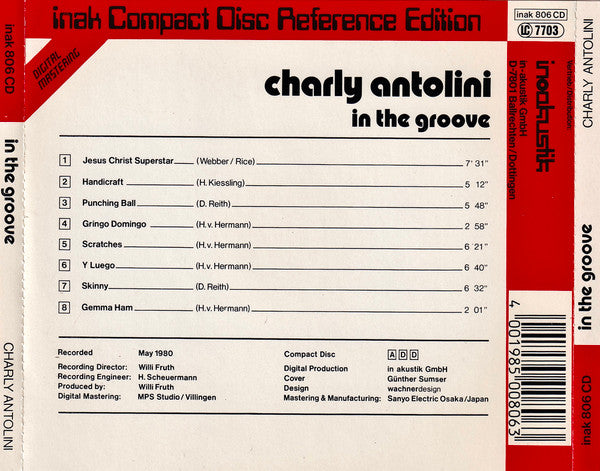 inak 806 CD
in the groove
CHARLY ANTOLINI
inak Compact Disc Reference Edition
DIGITAL
MASTERING
charly antolini
in the groove
1 Jesus Christ Superstar (Webber / Rice) 7' 31"
2 Handicraft (H. Kiessling) 5 12"
3 Punching Ball (D. Reith) 5 48"
4 Gringo Domingo (H.v. Hermann) 2 58"
5 Scratches (H.v. Hermann) 6 21"
6 Y Luego (H.v. Hermann) 6 40"
7 Skinny (D. Reith) 6 32"
8 Gemma Ham (H.v. Hermann) 2 01"
Recorded May 1980
Recording Director: Willi Fruth
Recording Engineer: H. Scheuermann
Produced by: Willi Fruth
Digital Mastering: MPS Studio / Villingen
Compact Disc A D D
Digital Production in akustik GmbH
Cover Günther Sumser
Design wachnerdesign
Mastering & Manufacturing: Sanyo Electric Osaka/Japan
inak 806 CD
LC 7703
Vertrieb/Distribution:
inakustik
in-akustik GmbH
D-7801 Ballrechten/Dottingen
4 001985 008063
CHARLY ANTOLINI
in the groove
inak 806 CD